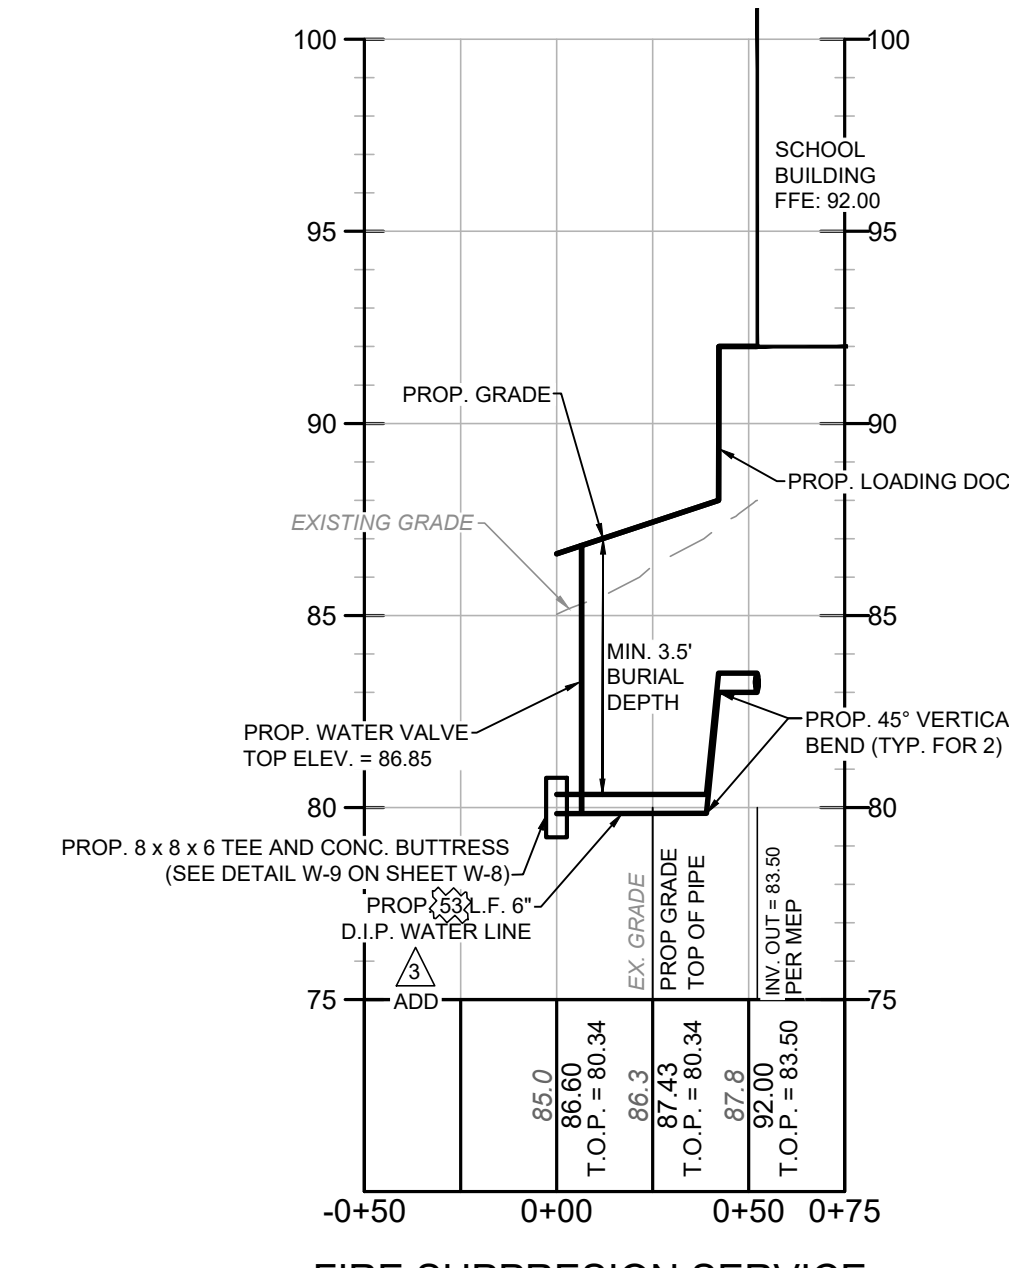 100
100
SCHOOL
BUILDING
FFE: 92.00
95
95
PROP. GRADE
90
90
PROP. LOADING DOC
EXISTING GRADE
85
85
MIN. 3.5'
BURIAL
DEPTH
PROP. WATER VALVE
TOP ELEV. = 86.85
PROP. 45° VERTICA
BEND (TYP. FOR 2)
80
80
PROP. 8 x 8 x 6 TEE AND CONC. BUTTRESS
(SEE DETAIL W-9 ON SHEET W-8)
PROP. 53 L.F. 6"
D.I.P. WATER LINE
3
ADD
EX. GRADE
PROP GRADE
TOP OF PIPE
INV. OUT = 83.50
PER MEP
75
75
85.0
86.60
T.O.P. = 80.34
86.3
87.43
T.O.P. = 80.34
87.8
92.00
T.O.P. = 83.50
-0+50
0+00
0+50
0+75
FIRE SUPPRESION SERVICE